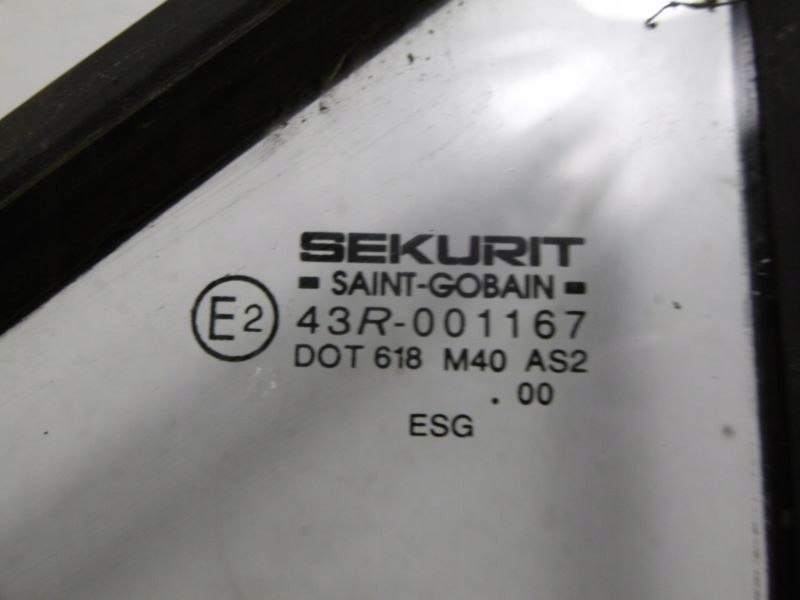 SEKURIT
SAINT-GOBAIN
E2 43R-001167
DOT 618 M40 AS2
. 00
ESG